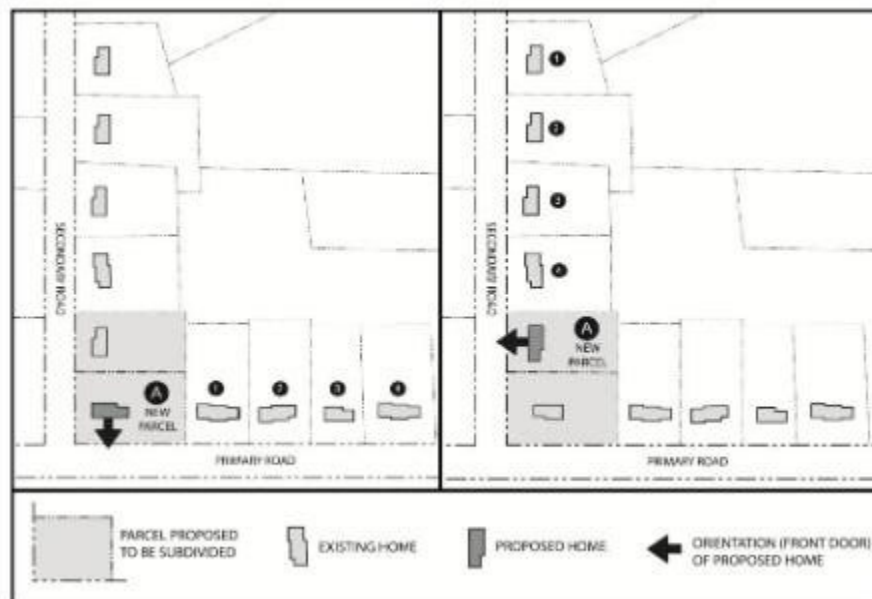 SECONDARY ROAD
A
NEW
PARCEL
1
2
3
4
PRIMARY ROAD
1
2
3
4
SECONDARY ROAD
A
NEW
PARCEL
PRIMARY ROAD
PARCEL PROPOSED
TO BE SUBDIVIDED
EXISTING HOME
PROPOSED HOME
ORIENTATION (FRONT DOOR)
OF PROPOSED HOME